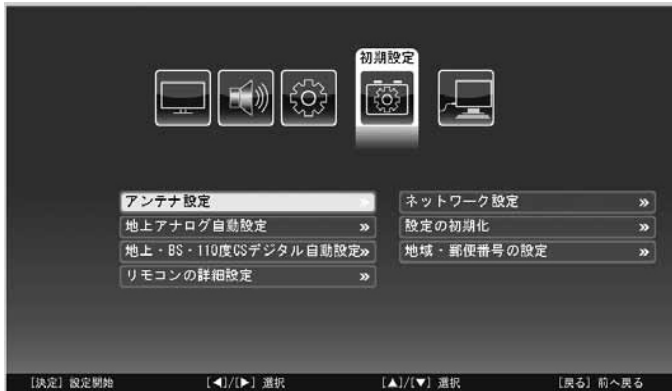 初期設定
アンテナ設定
地上アナログ自動設定 »
地上・BS・110度CSデジタル自動設定»
リモコンの詳細設定 »
ネットワーク設定 »
設定の初期化 »
地域・郵便番号の設定 »
[決定] 設定開始 [◀]/[▶] 選択 [▲]/[▼] 選択 [戻る] 前へ戻る